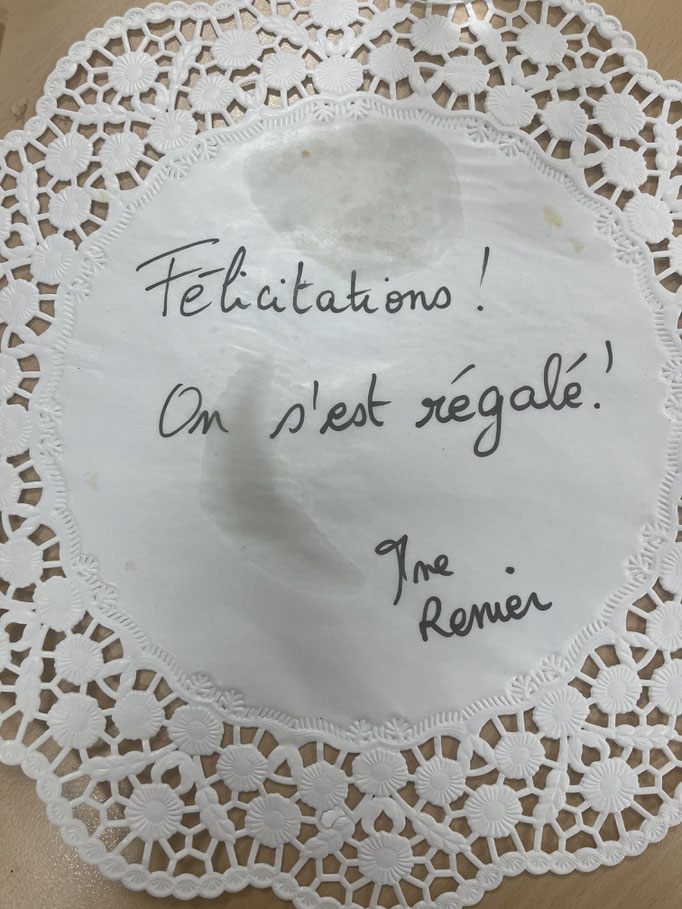 Félicitations !
On s'est régalé !
Mme
Renier